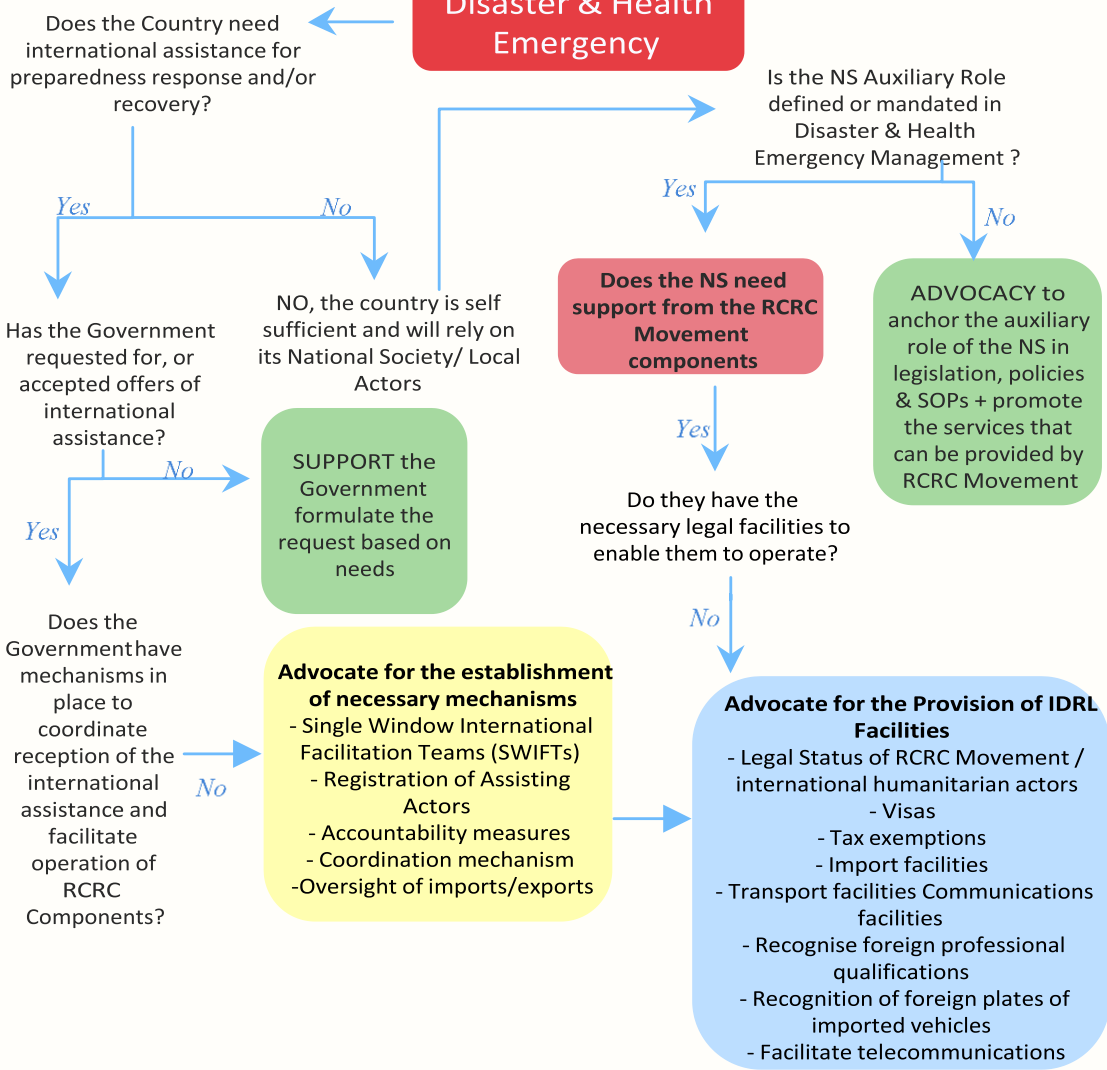 Disaster & Health
Emergency
Does the Country need
international assistance for
preparedness response and/or
recovery?
Yes
No
Has the Government
requested for, or
accepted offers of
international
assistance?
NO, the country is self
sufficient and will rely on
its National Society/ Local
Actors
No
Yes
SUPPORT the
Government
formulate the
request based on
needs
Does the
Government have
mechanisms in
place to
coordinate
reception of the
international
assistance and
facilitate
operation of
RCRC
Components?
No
Advocate for the establishment
of necessary mechanisms
- Single Window International
Facilitation Teams (SWIFTs)
- Registration of Assisting
Actors
- Accountability measures
- Coordination mechanism
-Oversight of imports/exports
Is the NS Auxiliary Role
defined or mandated in
Disaster & Health
Emergency Management ?
Yes
No
Does the NS need
support from the RCRC
Movement
components
ADVOCACY to
anchor the auxiliary
role of the NS in
legislation, policies
& SOPs + promote
the services that
can be provided by
RCRC Movement
Yes
Do they have the
necessary legal facilities to
enable them to operate?
No
Advocate for the Provision of IDRL
Facilities
- Legal Status of RCRC Movement /
international humanitarian actors
- Visas
- Tax exemptions
- Import facilities
- Transport facilities Communications
facilities
- Recognise foreign professional
qualifications
- Recognition of foreign plates of
imported vehicles
- Facilitate telecommunications